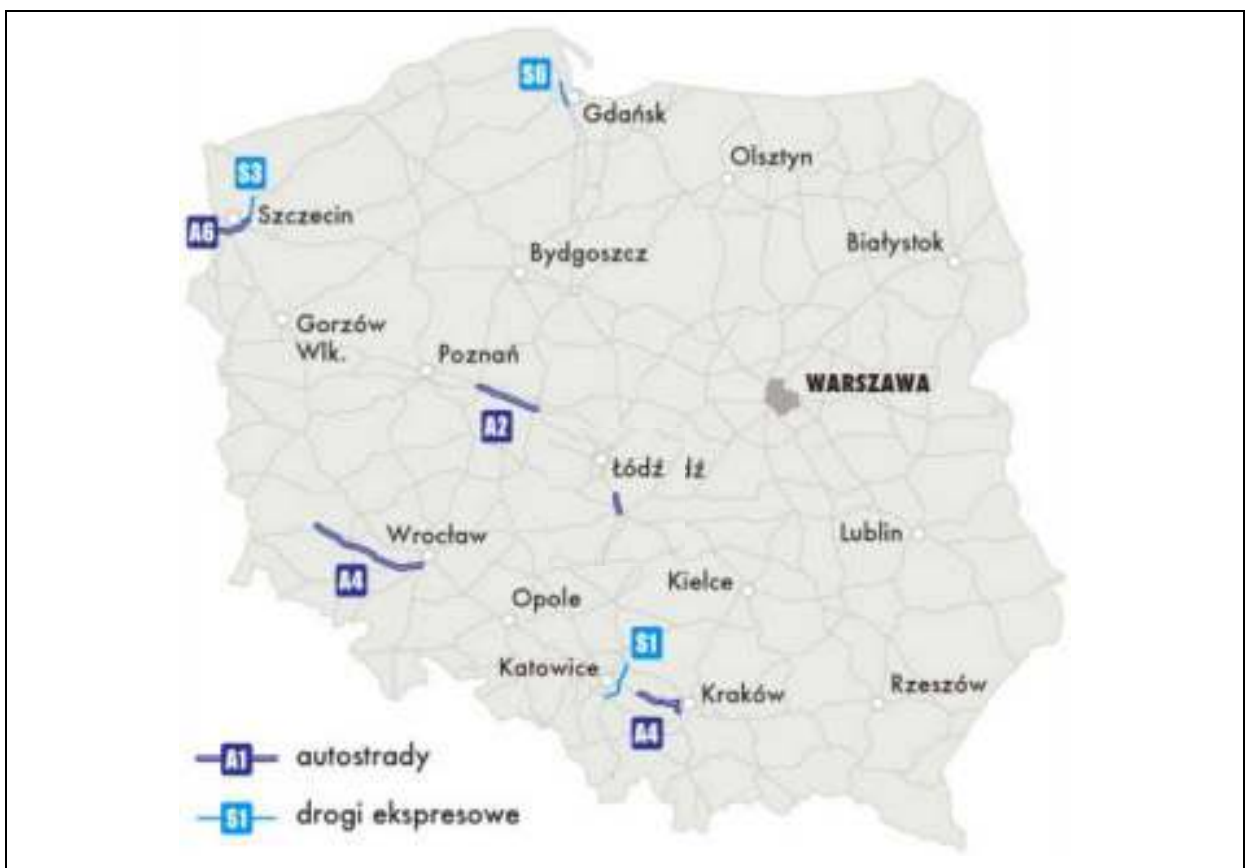 S6
Gdańsk
Olsztyn
S3
Szczecin
A6
Białystok
Bydgoszcz
Gorzów
Wlk.
Poznań
WARSZAWA
A2
Łódź łź
Wrocław
Lublin
A4
Kielce
Opole
S1
Katowice
Kraków
Rzeszów
A4
A1 autostrady
S1 drogi ekspresowe